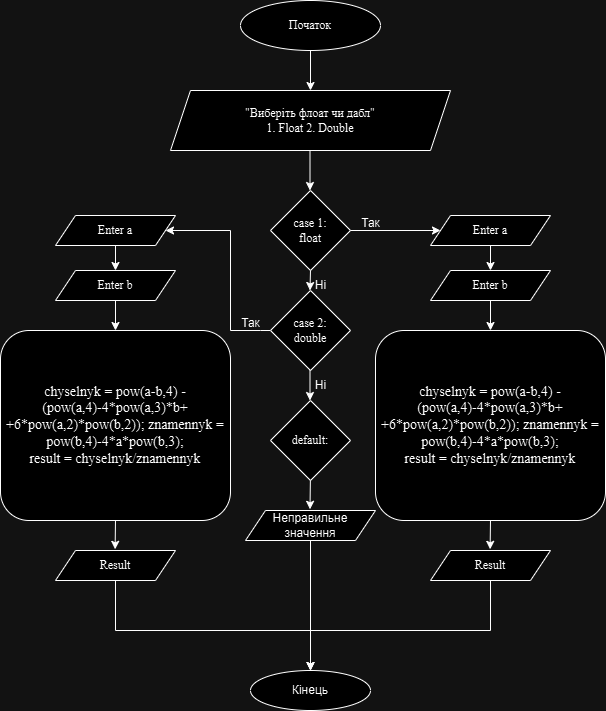 Початок
"Виберіть флоат чи дабл"
1. Float 2. Double
case 1:
float
Так
Enter a
Enter b
chyselnyk = pow(a-b,4) -
(pow(a,4)-4*pow(a,3)*b+
+6*pow(a,2)*pow(b,2)); znamennyk =
pow(b,4)-4*a*pow(b,3);
result = chyselnyk/znamennyk
Result
Ні
case 2:
double
Так
Enter a
Enter b
chyselnyk = pow(a-b,4) -
(pow(a,4)-4*pow(a,3)*b+
+6*pow(a,2)*pow(b,2)); znamennyk =
pow(b,4)-4*a*pow(b,3);
result = chyselnyk/znamennyk
Result
Ні
default:
Неправильне
значення
Кінець